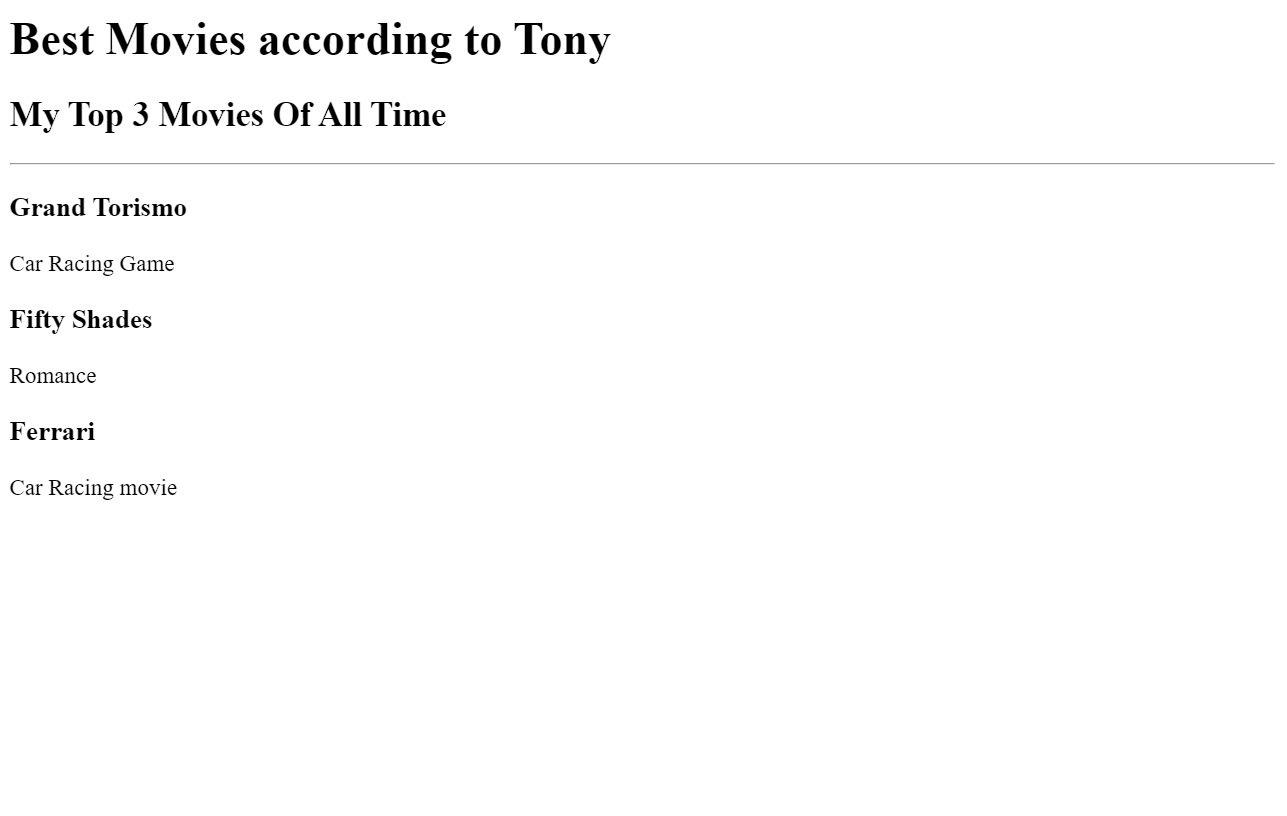 Best Movies according to Tony
My Top 3 Movies Of All Time
Grand Torismo
Car Racing Game
Fifty Shades
Romance
Ferrari
Car Racing movie